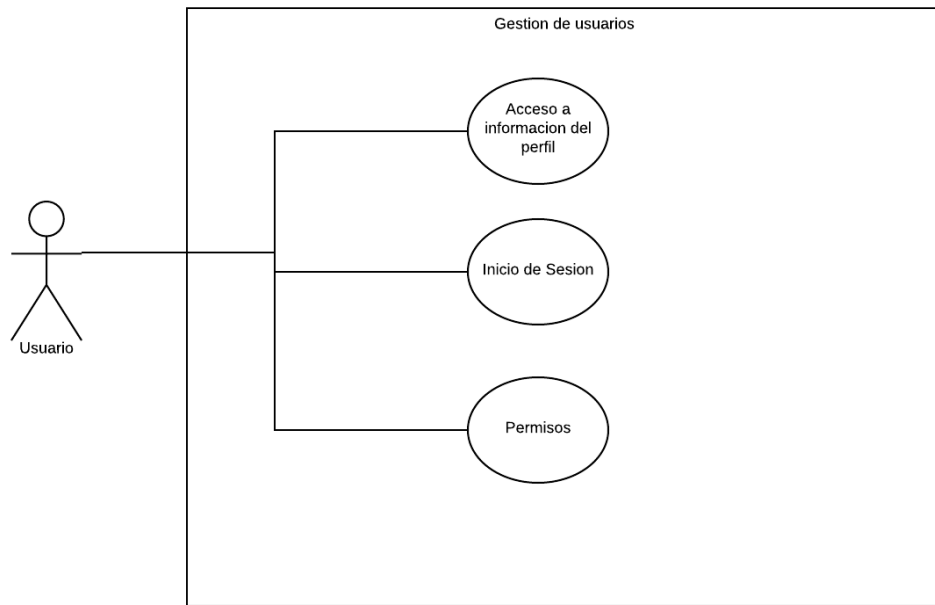 Gestion de usuarios
Acceso a
informacion del
perfil
Inicio de Sesion
Usuario
Permisos